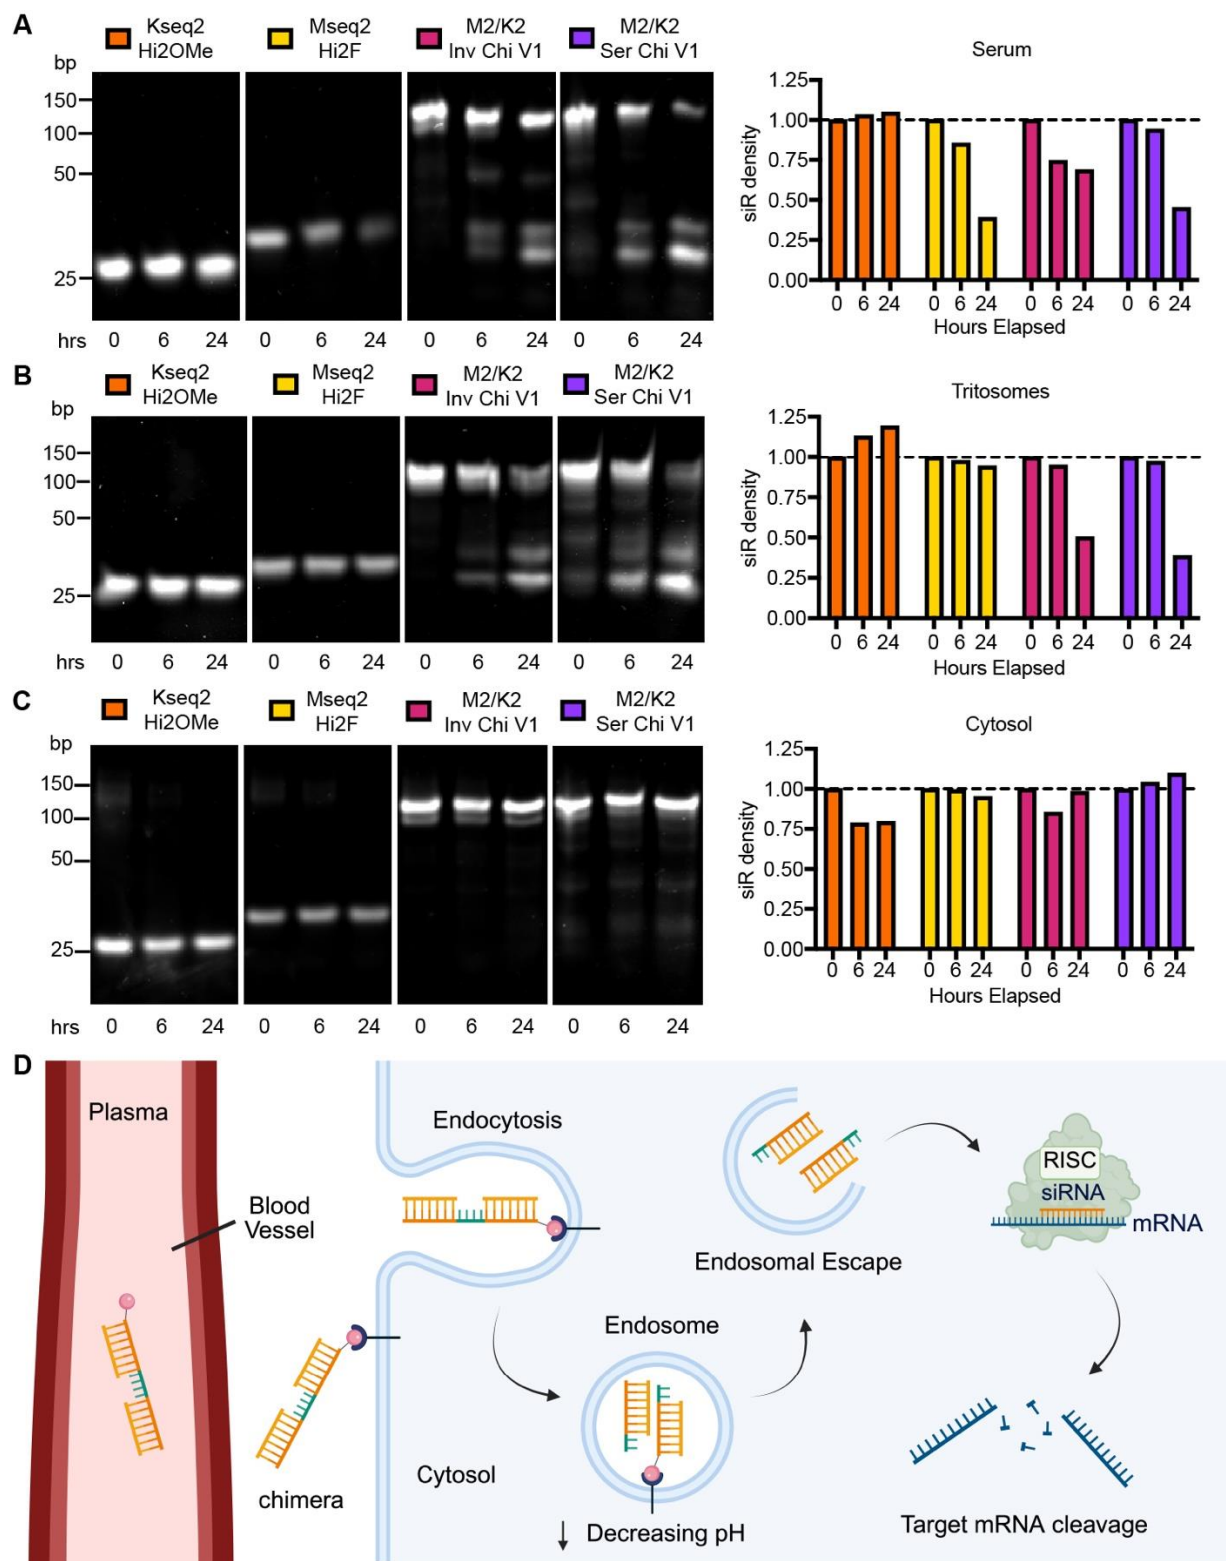 A
Kseq2
Hi2OMe
Mseq2
Hi2F
M2/K2
Inv Chi V1
M2/K2
Ser Chi V1
bp
150
100
50
25
hrs 0 6 24 0 6 24 0 6 24 0 6 24
Serum
siR density
1.25
1.00
0.75
0.50
0.25
0.00
0 6 24 0 6 24 0 6 24 0 6 24
Hours Elapsed
B
Kseq2
Hi2OMe
Mseq2
Hi2F
M2/K2
Inv Chi V1
M2/K2
Ser Chi V1
bp
150
100
50
25
hrs 0 6 24 0 6 24 0 6 24 0 6 24
Tritosomes
siR density
1.25
1.00
0.75
0.50
0.25
0.00
0 6 24 0 6 24 0 6 24 0 6 24
Hours Elapsed
C
Kseq2
Hi2OMe
Mseq2
Hi2F
M2/K2
Inv Chi V1
M2/K2
Ser Chi V1
bp
150
100
50
25
hrs 0 6 24 0 6 24 0 6 24 0 6 24
Cytosol
siR density
1.25
1.00
0.75
0.50
0.25
0.00
0 6 24 0 6 24 0 6 24 0 6 24
Hours Elapsed
D
Plasma
Blood
Vessel
chimera
Endocytosis
Cytosol
Endosome
↓ Decreasing pH
Endosomal Escape
RISC
siRNA
mRNA
Target mRNA cleavage